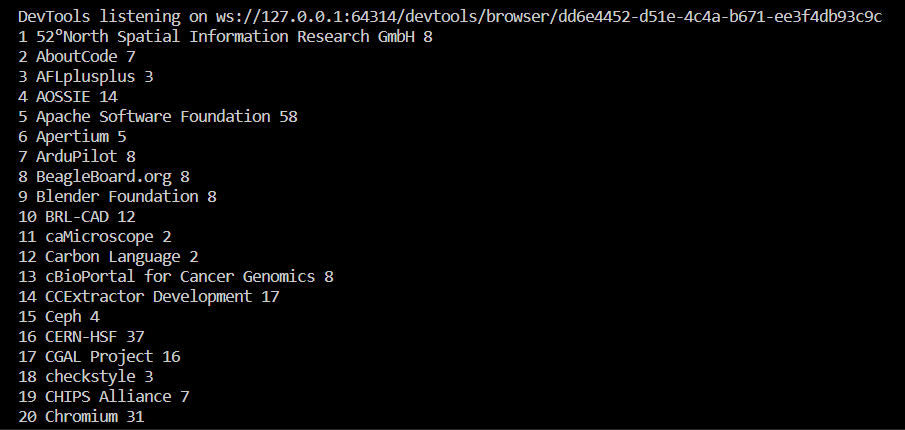 DevTools listening on ws://127.0.0.1:64314/devtools/browser/dd6e4452-d51e-4c4a-b671-ee3f4db93c9c
1 52°North Spatial Information Research GmbH 8
2 AboutCode 7
3 AFLplusplus 3
4 AOSSIE 14
5 Apache Software Foundation 58
6 Apertium 5
7 ArduPilot 8
8 BeagleBoard.org 8
9 Blender Foundation 8
10 BRL-CAD 12
11 caMicroscope 2
12 Carbon Language 2
13 cBioPortal for Cancer Genomics 8
14 CCExtractor Development 17
15 Ceph 4
16 CERN-HSF 37
17 CGAL Project 16
18 checkstyle 3
19 CHIPS Alliance 7
20 Chromium 31